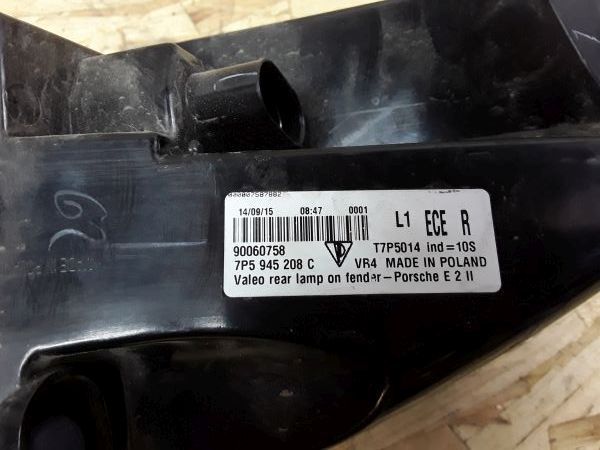 000007587882
14/09/15 08:47 0001
L1 ECE R
90060758
T7P5014 ind=10S
7P5 945 208 C
VR4 MADE IN POLAND
Valeo rear lamp on fender-Porsche E 2 II